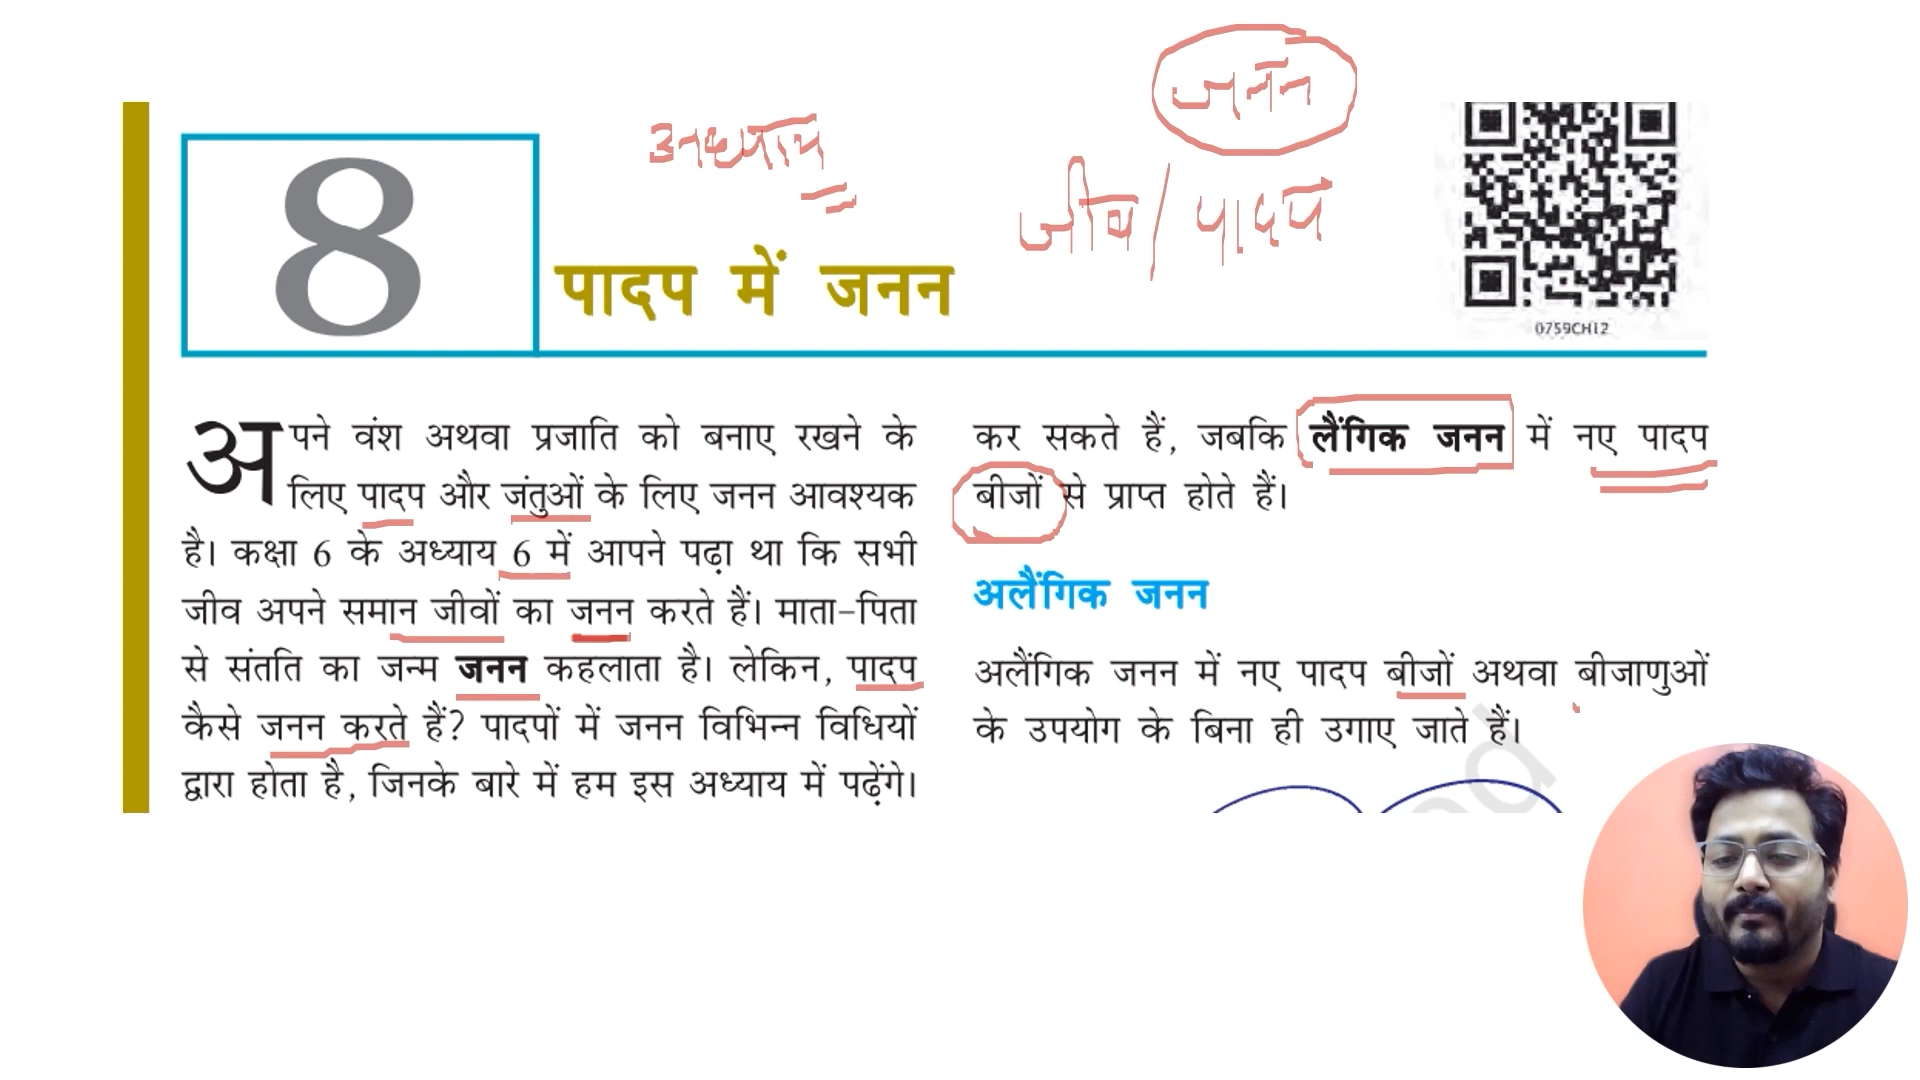 जनन
अध्याय
जीव / पादप
8
पादप में जनन
0759CH12
अपने वंश अथवा प्रजाति को बनाए रखने के
लिए पादप और जंतुओं के लिए जनन आवश्यक
है। कक्षा 6 के अध्याय 6 में आपने पढ़ा था कि सभी
जीव अपने समान जीवों का जनन करते हैं। माता-पिता
से संतति का जन्म जनन कहलाता है। लेकिन, पादप
कैसे जनन करते हैं? पादपों में जनन विभिन्न विधियों
द्वारा होता है, जिनके बारे में हम इस अध्याय में पढ़ेंगे।
कर सकते हैं, जबकि लैंगिक जनन में नए पादप
बीजों से प्राप्त होते हैं।
अलैंगिक जनन
अलैंगिक जनन में नए पादप बीजों अथवा बीजाणुओं
के उपयोग के बिना ही उगाए जाते हैं।